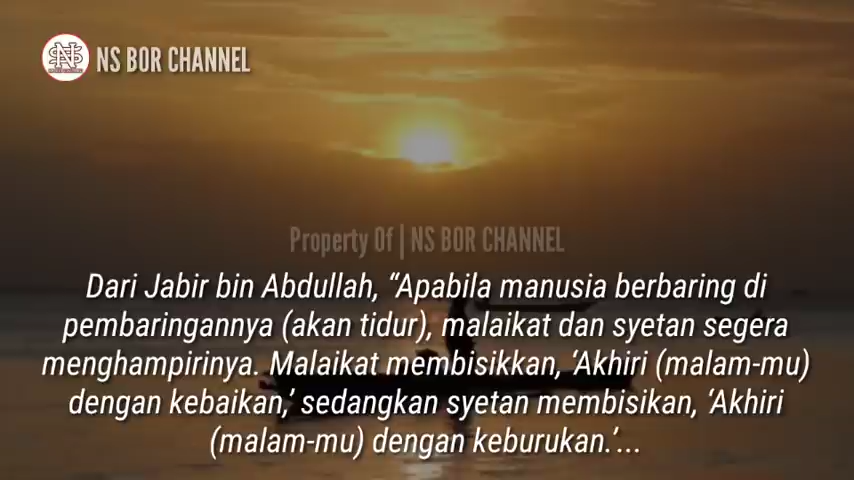 NS BOR CHANNEL
Property Of | NS BOR CHANNEL
Dari Jabir bin Abdullah, “Apabila manusia berbaring di
pembaringannya (akan tidur), malaikat dan syetan segera
menghampirinya. Malaikat membisikkan, ‘Akhiri (malam-mu)
dengan kebaikan,’ sedangkan syetan membisikan, ‘Akhiri
(malam-mu) dengan keburukan.’...